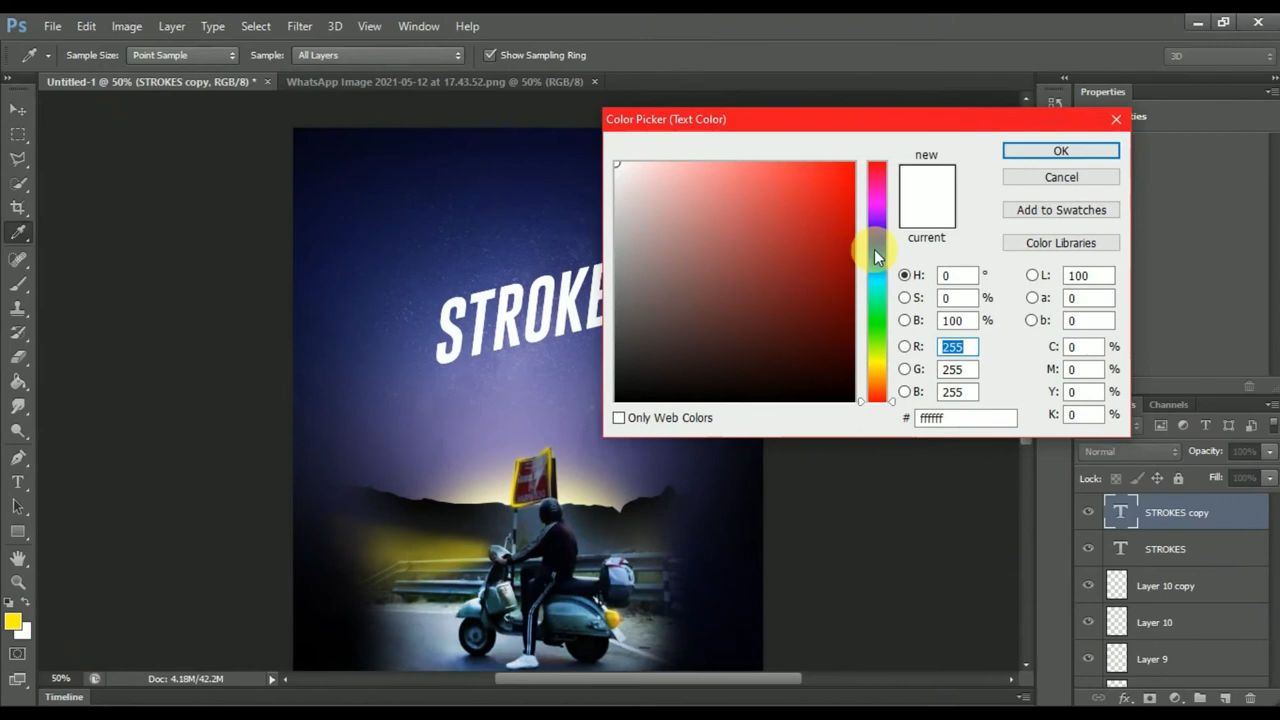 Ps File Edit Image Layer Type Select Filter 3D View Window Help
Sample Size: Point Sample Sample: All Layers Show Sampling Ring 3D
Untitled-1 @ 50% (STROKES copy, RGB/8) * × WhatsApp Image 2021-05-12 at 17.43.52.png @ 50% (RGB/8) × Properties
Color Picker (Text Color)
new OK
Cancel
Add to Swatches
current Color Libraries
H: 0 ° L: 100
S: 0 % a: 0
B: 100 % b: 0
R: 255 C: 0 %
G: 255 M: 0 %
B: 255 Y: 0 %
K: 0 %
Only Web Colors # ffffff
STROKE
Channels
Normal Opacity: 100%
Lock: Fill: 100%
T STROKES copy
T STROKES
Layer 10 copy
Layer 10
Layer 9
50% Doc: 4.18M/42.2M
Timeline